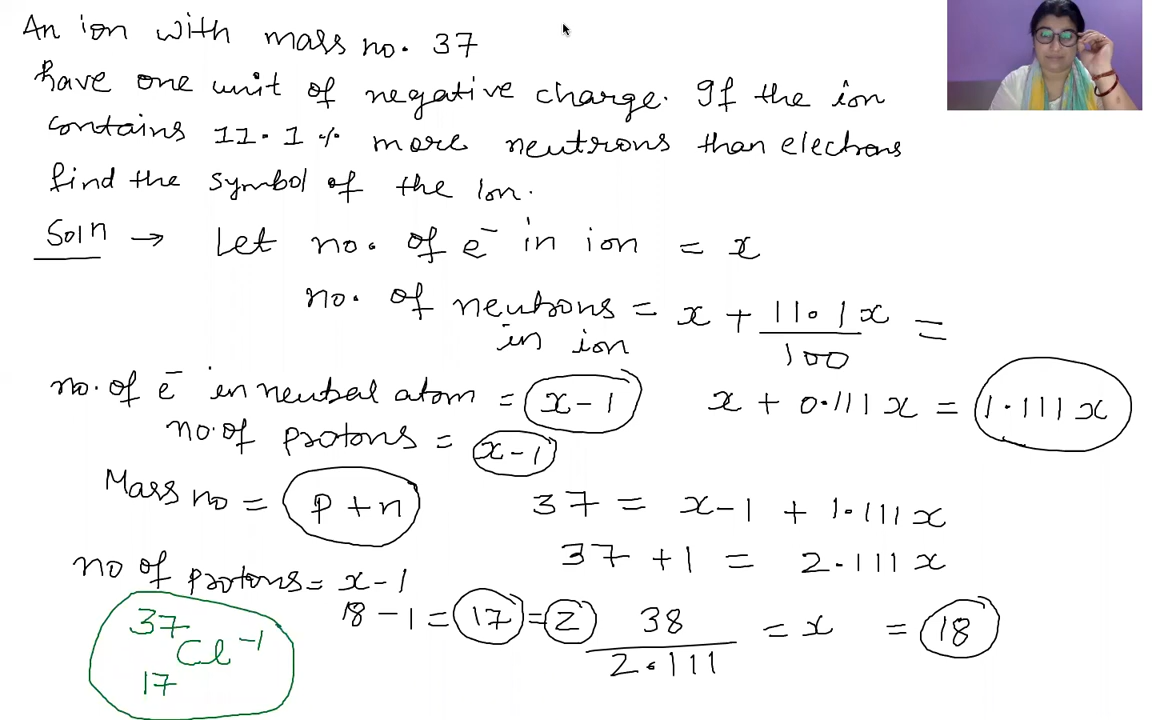 An ion with mass no. 37
have one unit of negative charge. If the ion
contains 11.1% more neutrons than electrons
find the symbol of the Ion.
Soln → Let no. of e⁻ in ion = x
no. of neutrons in ion = x + 11.1x/100 =
x + 0.111x = 1.111x
no. of e⁻ in neutral atom = x-1
no. of protons = x-1
Mass no = p+n
37 = x-1 + 1.111x
37 + 1 = 2.111x
no of protons = x-1
18-1 = 17 = Z
38/2.111 = x = 18
³⁷₁₇Cl⁻¹